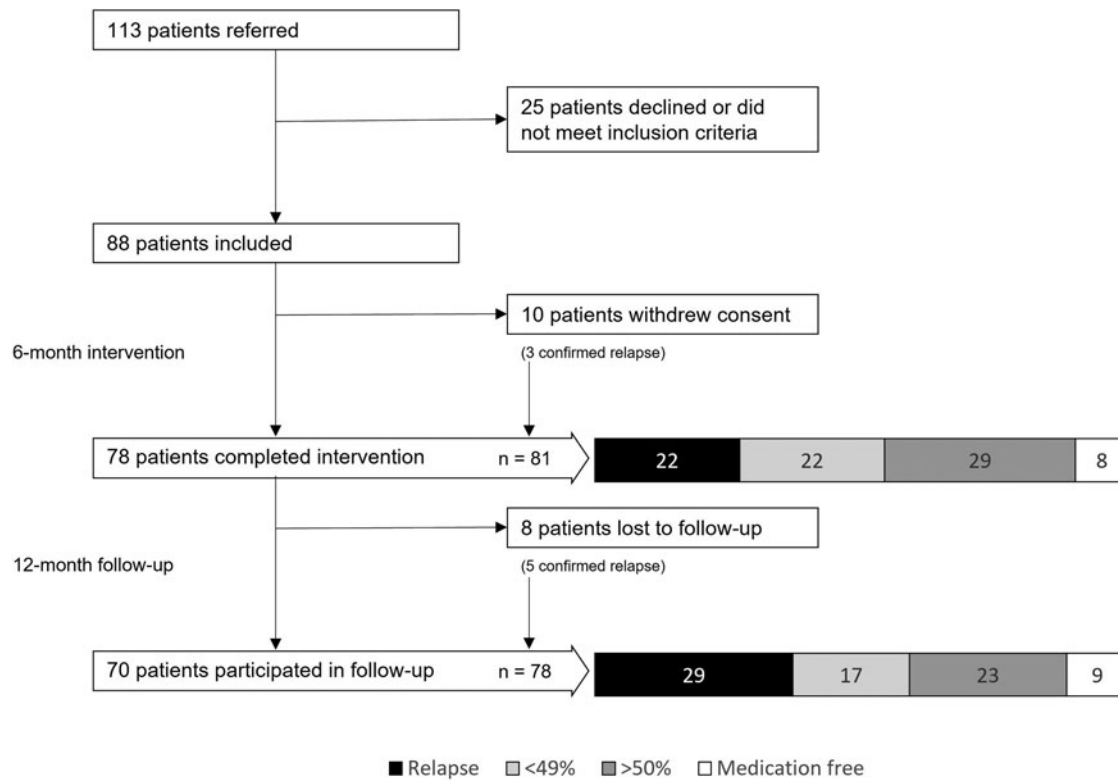 113 patients referred
25 patients declined or did
not meet inclusion criteria
88 patients included
10 patients withdrew consent
6-month intervention
(3 confirmed relapse)
78 patients completed intervention n = 81
22 22 29 8
8 patients lost to follow-up
12-month follow-up
(5 confirmed relapse)
70 patients participated in follow-up n = 78
29 17 23 9
Relapse <49% >50% Medication free